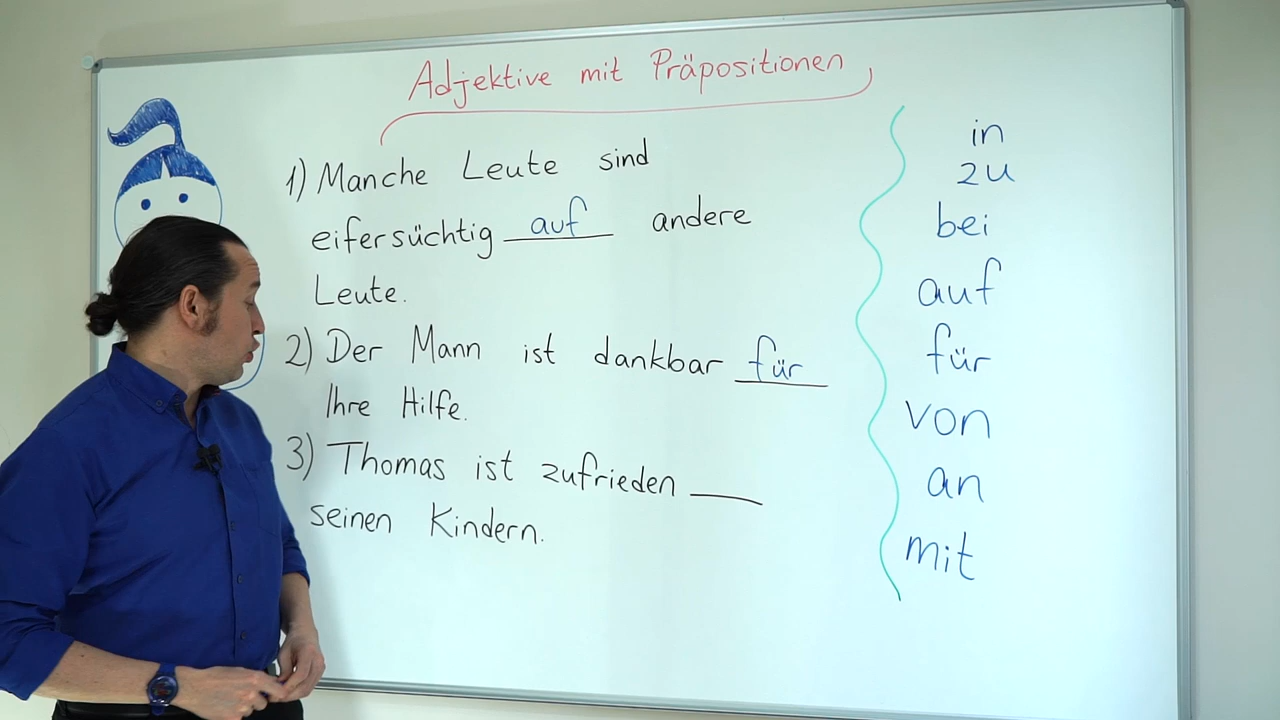 Adjektive mit Präpositionen
1) Manche Leute sind
eifersüchtig auf andere
Leute.
2) Der Mann ist dankbar für
Ihre Hilfe.
3) Thomas ist zufrieden ___
seinen Kindern.
in
zu
bei
auf
für
von
an
mit